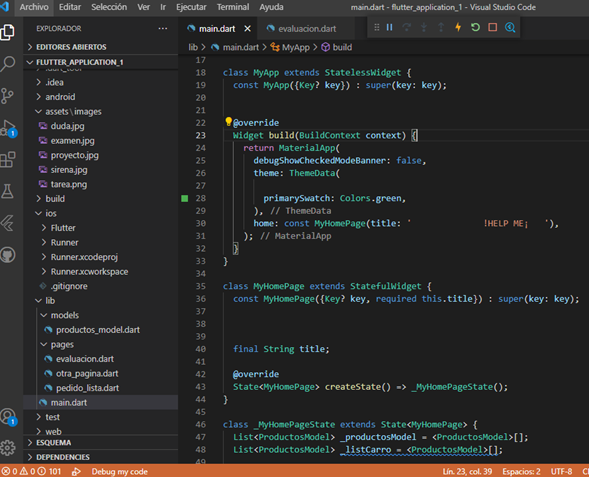 Archivo Editar Selección Ver Ir Ejecutar Terminal Ayuda main.dart - flutter_application_1 - Visual Studio Code
EXPLORADOR
EDITORES ABIERTOS
FLUTTER_APPLICATION_1
.dart_tool
.idea
android
assets\images
duda.jpg
examen.jpg
proyecto.jpg
sirena.jpg
tarea.png
build
ios
Flutter
Runner
Runner.xcodeproj
Runner.xcworkspace
.gitignore
lib
models
productos_model.dart
pages
evaluacion.dart
otra_pagina.dart
pedido_lista.dart
main.dart
test
web
ESQUEMA
DEPENDENCIES
1
1
main.dart evaluacion.dart
lib > main.dart > MyApp > build
17
18 class MyApp extends StatelessWidget {
19 const MyApp({Key? key}) : super(key: key);
20
21
22 @override
23 Widget build(BuildContext context) {
24 return MaterialApp(
25 debugShowCheckedModeBanner: false,
26 theme: ThemeData(
27
28 primarySwatch: Colors.green,
29 ), // ThemeData
30 home: const MyHomePage(title: ' !HELP ME¡ '),
31 ); // MaterialApp
32 }
33 }
34
35 class MyHomePage extends StatefulWidget {
36 const MyHomePage({Key? key, required this.title}) : super(key: key);
37
38
39
40 final String title;
41
42 @override
43 State<MyHomePage> createState() => _MyHomePageState();
44 }
45
46 class _MyHomePageState extends State<MyHomePage> {
47 List<ProductosModel> _productosModel = <ProductosModel>[];
48 List<ProductosModel> _listCarro = <ProductosModel>[];
49
0 0 101 Debug my code Lín. 23, col. 39 Espacios: 2 UTF-8